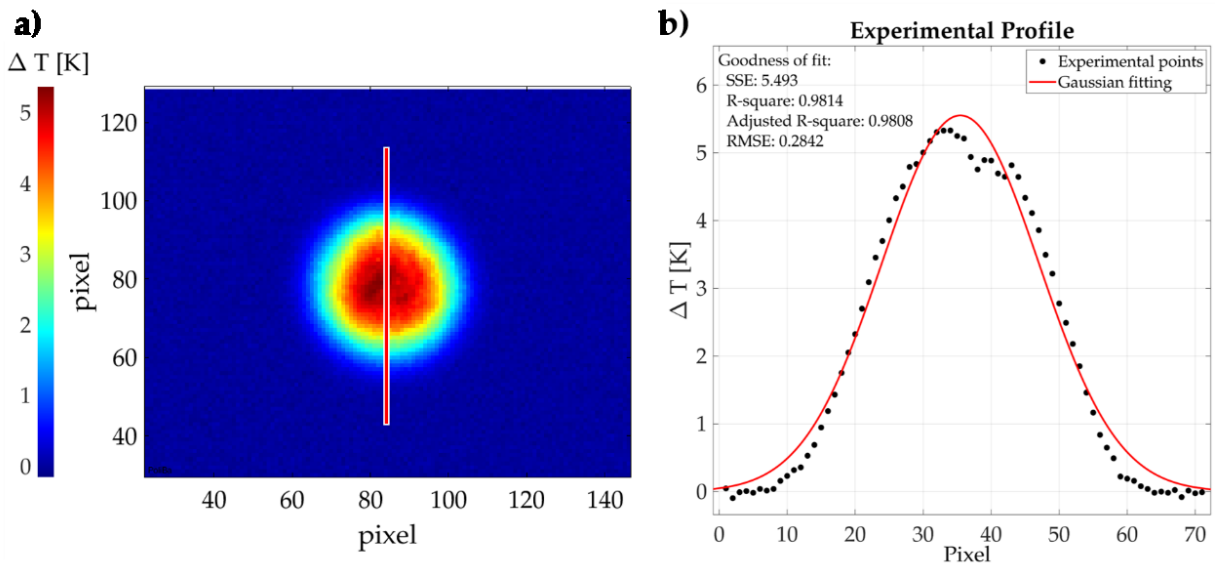 a)
Δ T [K]
5
4
3
2
1
0
120
100
80
60
40
pixel
40 60 80 100 120 140
pixel
b)
Experimental Profile
Goodness of fit:
SSE: 5.493
R-square: 0.9814
Adjusted R-square: 0.9808
RMSE: 0.2842
Experimental points
Gaussian fitting
6
5
4
3
2
1
0
Δ T [K]
0 10 20 30 40 50 60 70
Pixel